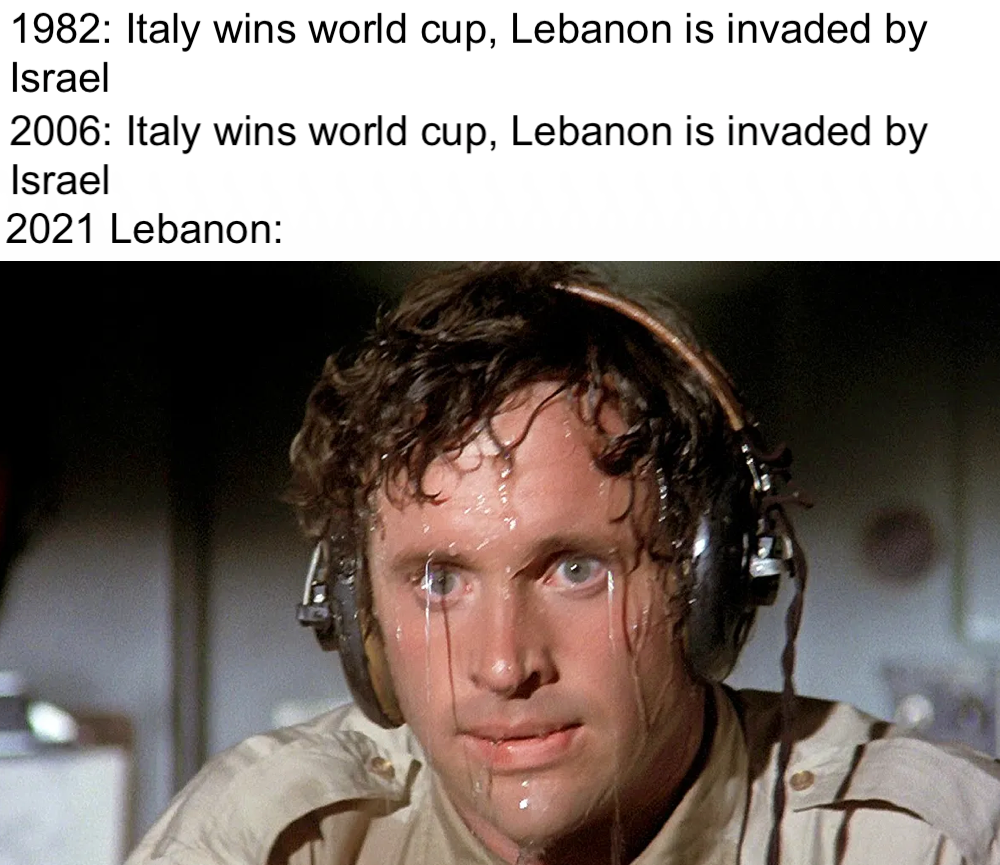 1982: Italy wins world cup, Lebanon is invaded by
Israel
2006: Italy wins world cup, Lebanon is invaded by
Israel
2021 Lebanon: